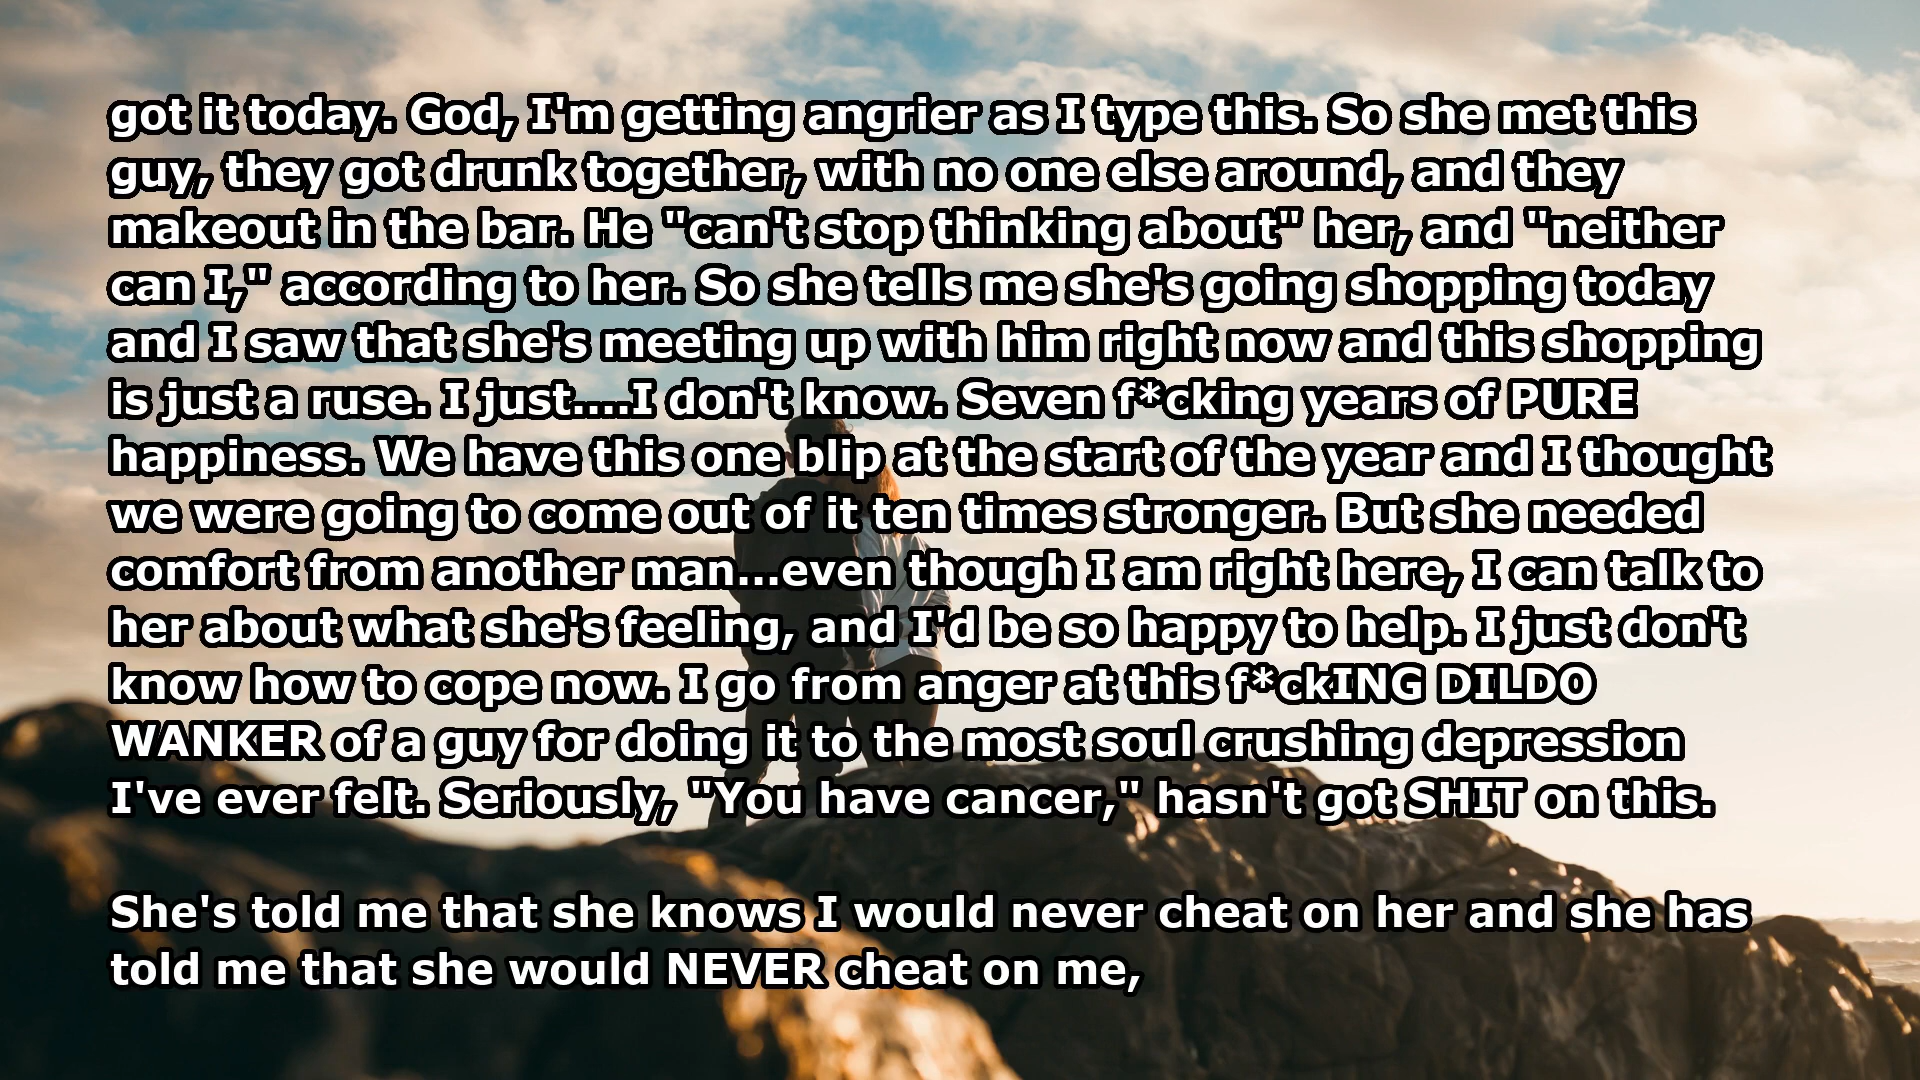 got it today. God, I'm getting angrier as I type this. So she met this
guy, they got drunk together, with no one else around, and they
makeout in the bar. He "can't stop thinking about" her, and "neither
can I," according to her. So she tells me she's going shopping today
and I saw that she's meeting up with him right now and this shopping
is just a ruse. I just....I don't know. Seven f*cking years of PURE
happiness. We have this one blip at the start of the year and I thought
we were going to come out of it ten times stronger. But she needed
comfort from another man...even though I am right here, I can talk to
her about what she's feeling, and I'd be so happy to help. I just don't
know how to cope now. I go from anger at this f*ckING DILDO
WANKER of a guy for doing it to the most soul crushing depression
I've ever felt. Seriously, "You have cancer," hasn't got SHIT on this.
She's told me that she knows I would never cheat on her and she has
told me that she would NEVER cheat on me,